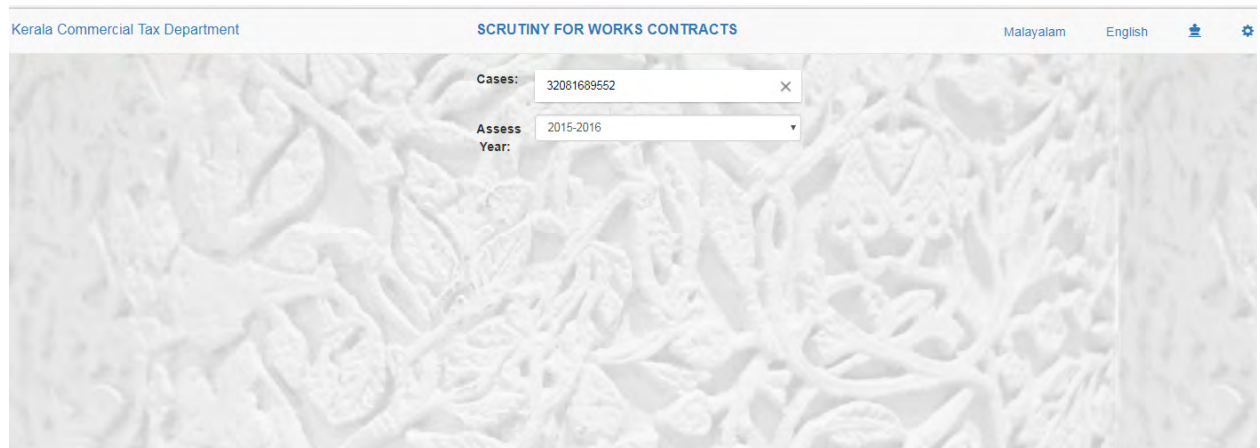 Kerala Commercial Tax Department SCRUTINY FOR WORKS CONTRACTS Malayalam English
Cases: 32081689552
Assess Year: 2015-2016